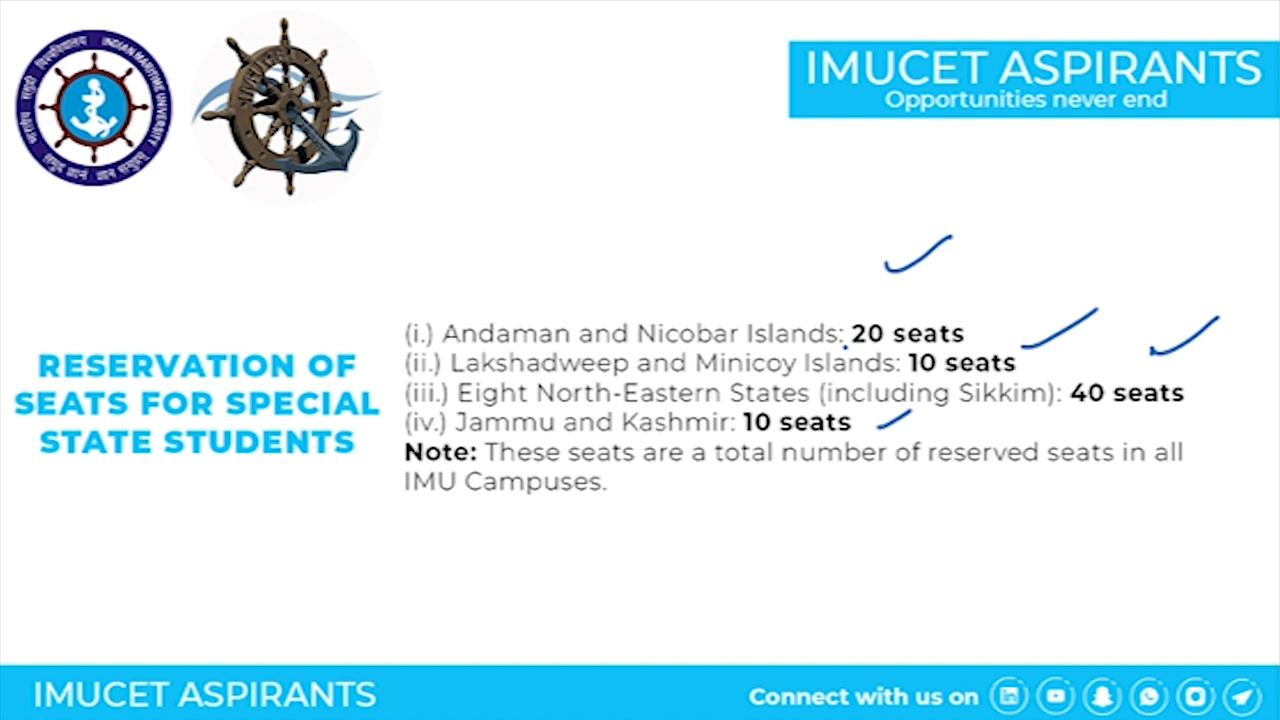 INDIAN MARITIME UNIVERSITY
IMUCET ASPIRANTS
Opportunities never end
RESERVATION OF
SEATS FOR SPECIAL
STATE STUDENTS
(i.) Andaman and Nicobar Islands: 20 seats
(ii.) Lakshadweep and Minicoy Islands: 10 seats
(iii.) Eight North-Eastern States (including Sikkim): 40 seats
(iv.) Jammu and Kashmir: 10 seats
Note: These seats are a total number of reserved seats in all
IMU Campuses.
IMUCET ASPIRANTS
Connect with us on